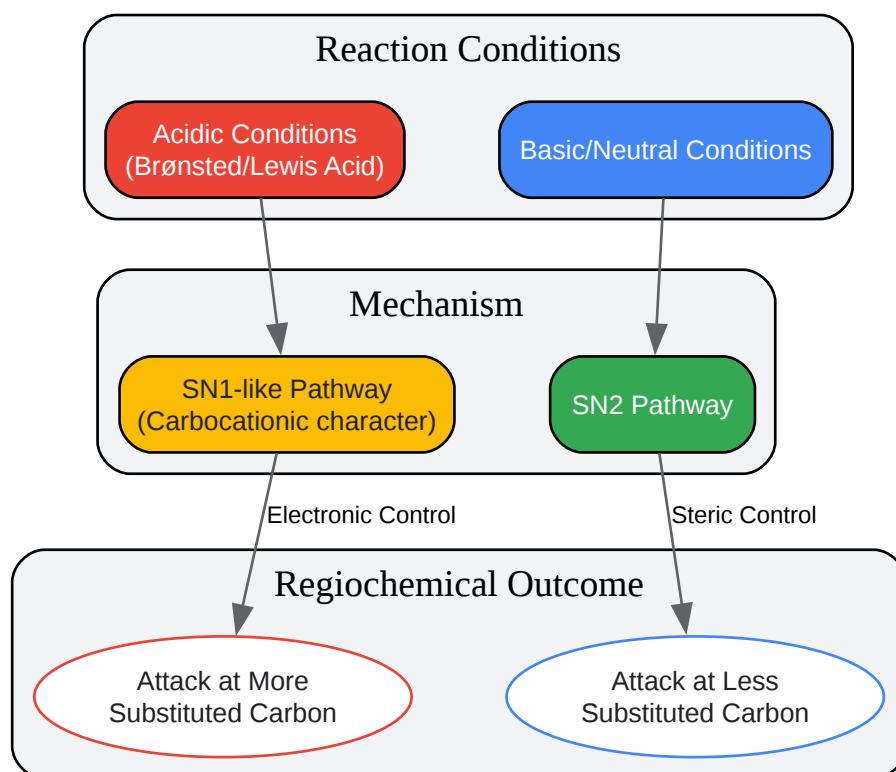 Reaction Conditions
Acidic Conditions
(Brønsted/Lewis Acid)
Basic/Neutral Conditions
Mechanism
SN1-like Pathway
(Carbocationic character)
SN2 Pathway
Electronic Control
Steric Control
Regiochemical Outcome
Attack at More
Substituted Carbon
Attack at Less
Substituted Carbon